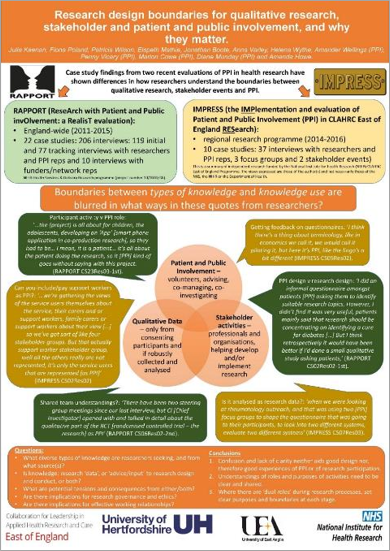 Research design boundaries for qualitative research,
stakeholder and patient and public involvement, and why
they matter.
Julia Keenan, Fiona Poland, Patricia Wilson, Elspeth Mathie, Jonathan Boote, Anna Varley, Helena Wythe, Amander Wellings (PPI),
Penny Vicary (PPI), Marion Cowe (PPI), Diane Munday (PPI) and Amanda Howe
RAPPORT
Case study findings from two recent evaluations of PPI in health research have
shown differences in how researchers understand the boundaries between
qualitative research, stakeholder events and PPI.
IMPRESS
RAPPORT (ReseArch with Patient and Public
invOlvement: a RealisT evaluation):
• England-wide (2011-2015)
• 22 case studies: 206 interviews: 119 initial
and 77 tracking interviews with researchers
and PPI reps and 10 interviews with
funders/network reps
IMPRESS (the IMPlementation and evaluation of
Patient and Public Involvement (PPI) in CLAHRC East
of England RESearch):
• regional research programme (2014-2016)
• 10 case studies: 37 interviews with researchers and
PPI reps, 3 focus groups and 2 stakeholder events)
Boundaries between types of knowledge and knowledge use are
blurred in what ways in these quotes from researchers?
Participant activity v PPI role:
'...the (project) is all about for children, the
adolescents, developing an 'App' [smart phone
application in co-production research], so they
had to be... I mean, it is a patient... it's all about
the patient doing the research, so it [PPI] kind of
goes without saying with this project.
(RAPPORT CS23Res01-1st).
Getting feedback on questionnaires. 'I think
there's a thing about terminology, like in
economics we call it, we would call it
piloting it, but here it's PPI, like the lingo's a
bit different' (IMPRESS).
Patient and Public
Involvement –
volunteers, advising,
co-managing, co-
investigating
Qualitative Data
– only from
consenting
participants and
if robustly
collected and
analysed
Stakeholder
activities –
professionals and
organisations,
helping develop
and/or
implement
research
Can you include/pay support workers
as PPI?: '... we're gathering the views
of the service users themselves about
the service, their carers and or
support workers, family carers or
support workers about their view [...]
so we've got sort of like four
stakeholder groups. But that actually
support worker stakeholder group,
well all the others really are not
represented, it's only the service users
that are represented for PPI'
(IMPRESS CS07Res02)
PPI design v research design: 'I did an
informal questionnaire amongst
patients (PPI) asking them to identify
suitable research topics. However, I
didn't find it was very useful, patients
mainly said that research should be
concentrating on identifying a cure
for diabetes [...] But I think
retrospectively it would have been
better if I'd done a small qualitative
study asking patients,' (RAPPORT
CS05Res02-1st).
Shared team understandings?: 'There have been two steering
group meetings since our last interview, but CI [Chief
investigator] opened with and talked in detail about the
qualitative part of the RCT [randomised controlled trial – the
research] as PPI' (RAPPORT CS06Res02-2nd).
Is it analysed as research data?: 'when we were looking
at rheumatology outreach, and that was using two (PPI)
focus groups to shape the questionnaire that was going
to their participants, to look into two different systems,
evaluate two different systems' (IMPRESS CS07Res02).
Questions:
• What diverse types of knowledge are researchers seeking, and from
what source(s)?
• Is knowledge, research 'data', or 'advice/input' to research design
and conduct, or both?
• What are potential tensions and consequences from either/both?
• Are there implications for research governance and ethics?
• Are there implications for effective working relationships?
Conclusions
1. Confusion and lack of clarity neither aids good design nor,
therefore good experiences of PPI or of research participation.
2. Understandings of roles and purposes of activities need to be
clear and shared.
3. Where there are 'dual roles' during research processes, set
clear purposes and boundaries at each stage.
Collaboration for Leadership in
Applied Health Research and Care
East of England
University of
Hertfordshire
UH
UEA
University of East Anglia
NHS
National Institute for
Health Research